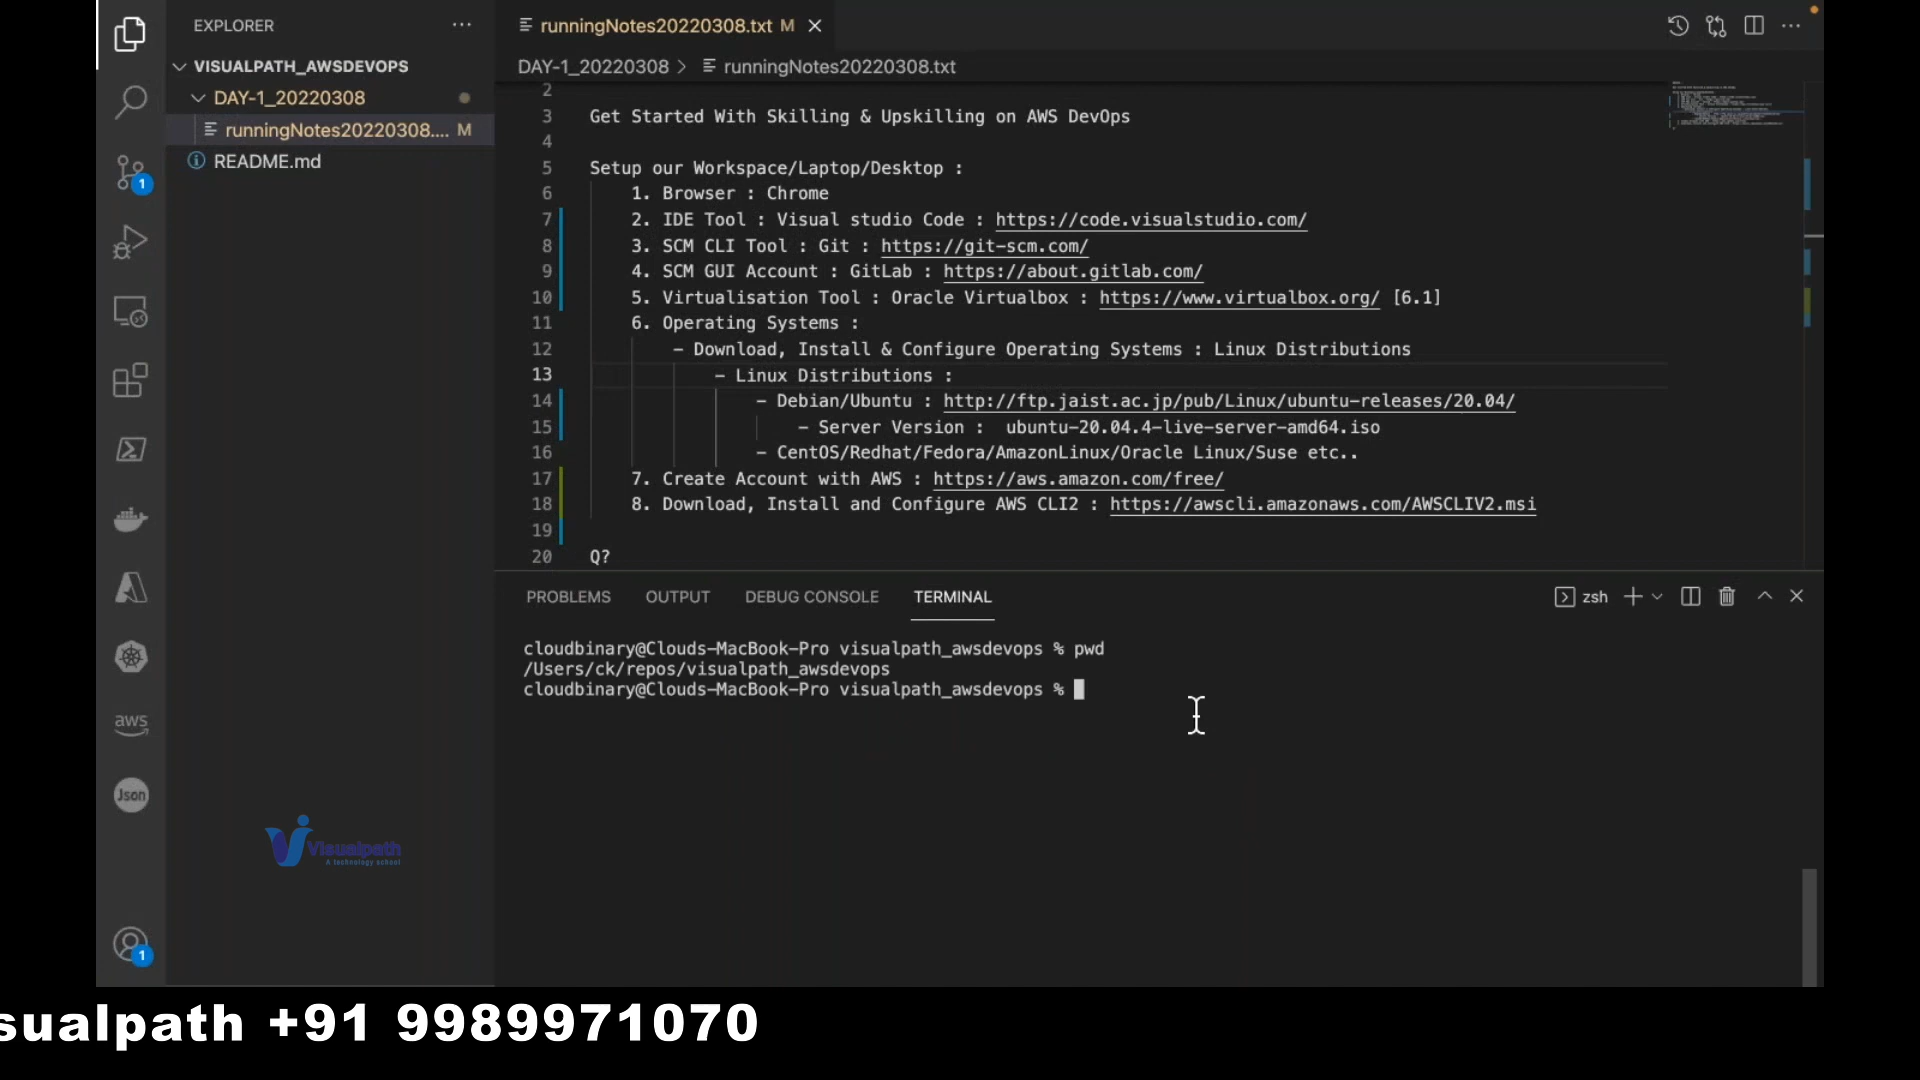 EXPLORER
···
VISUALPATH_AWSDEVOPS
DAY-1_20220308
runningNotes20220308.... M
README.md
1
aws
Json
1
Visualpath
A technology school
runningNotes20220308.txt M
DAY-1_20220308 > runningNotes20220308.txt
2
3 Get Started With Skilling & Upskilling on AWS DevOps
4
5 Setup our Workspace/Laptop/Desktop :
6 1. Browser : Chrome
7 2. IDE Tool : Visual studio Code : https://code.visualstudio.com/
8 3. SCM CLI Tool : Git : https://git-scm.com/
9 4. SCM GUI Account : GitLab : https://about.gitlab.com/
10 5. Virtualisation Tool : Oracle Virtualbox : https://www.virtualbox.org/ [6.1]
11 6. Operating Systems :
12 - Download, Install & Configure Operating Systems : Linux Distributions
13 - Linux Distributions :
14 - Debian/Ubuntu : http://ftp.jaist.ac.jp/pub/Linux/ubuntu-releases/20.04/
15 - Server Version : ubuntu-20.04.4-live-server-amd64.iso
16 - CentOS/Redhat/Fedora/AmazonLinux/Oracle Linux/Suse etc..
17 7. Create Account with AWS : https://aws.amazon.com/free/
18 8. Download, Install and Configure AWS CLI2 : https://awscli.amazonaws.com/AWSCLIV2.msi
19
20 Q?
PROBLEMS OUTPUT DEBUG CONSOLE TERMINAL zsh
cloudbinary@Clouds-MacBook-Pro visualpath_awsdevops % pwd
/Users/ck/repos/visualpath_awsdevops
cloudbinary@Clouds-MacBook-Pro visualpath_awsdevops %
sualpath +91 9989971070